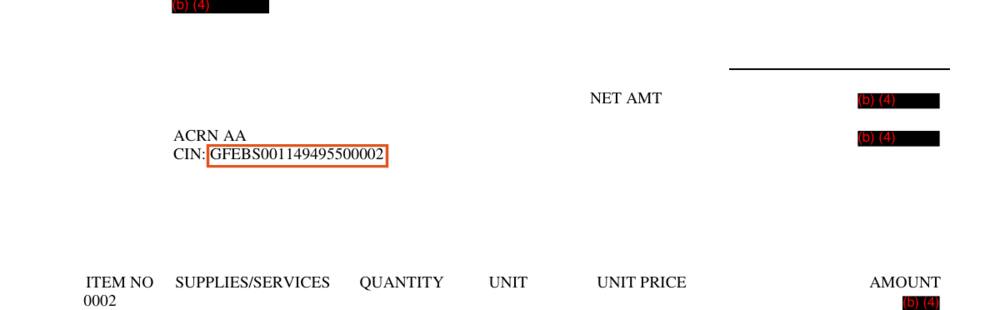 (b) (4)
NET AMT (b) (4)
ACRN AA (b) (4)
CIN: GFEBS001149495500002
ITEM NO SUPPLIES/SERVICES QUANTITY UNIT UNIT PRICE AMOUNT
0002 (b) (4)